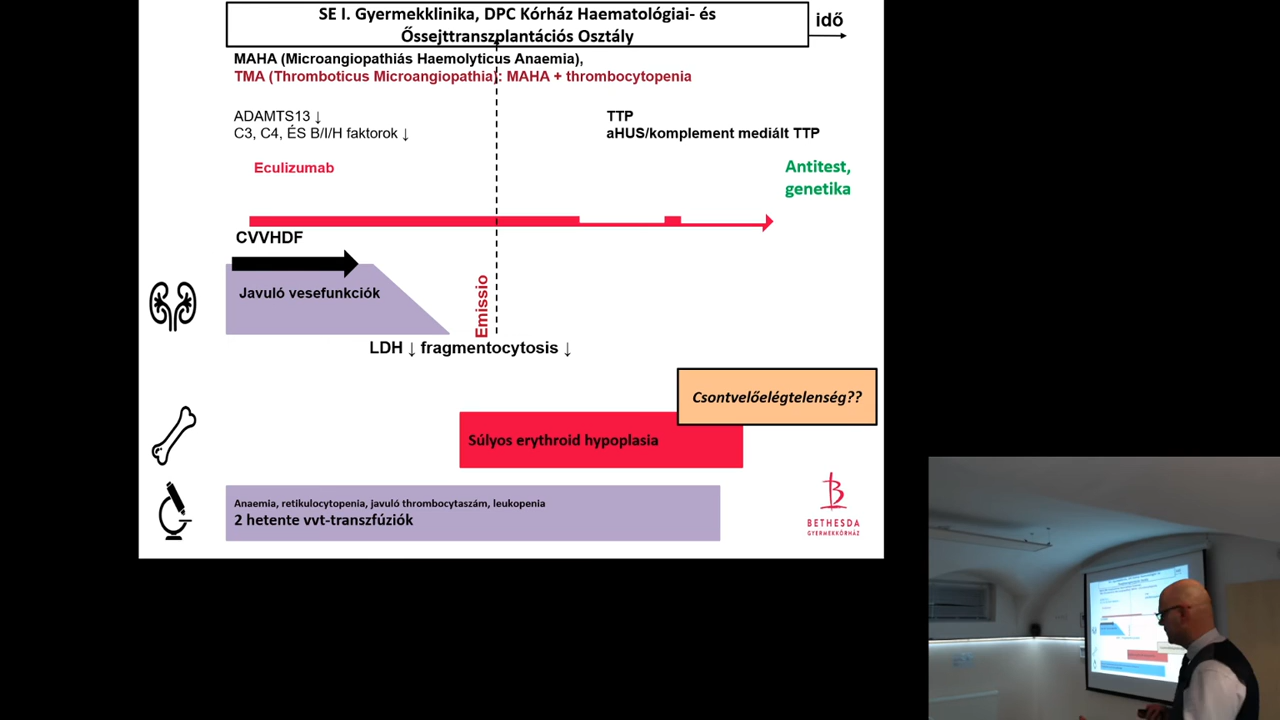 SE I. Gyermekklinika, DPC Kórház Haematológiai- és
Őssejttranszplantációs Osztály
idő
MAHA (Microangiopathiás Haemolyticus Anaemia),
TMA (Thromboticus Microangiopathia): MAHA + thrombocytopenia
ADAMTS13 ↓
C3, C4, ÉS B/I/H faktorok ↓
TTP
aHUS/komplement mediált TTP
Eculizumab
Antitest,
genetika
CVVHDF
Javuló vesefunkciók
Emissio
LDH ↓ fragmentocytosis ↓
Csontvelőelégtelenség??
Súlyos erythroid hypoplasia
Anaemia, retikulocytopenia, javuló thrombocytaszám, leukopenia
2 hetente vvt-transzfúziók
BETHESDA
GYERMEKKÓRHÁZ